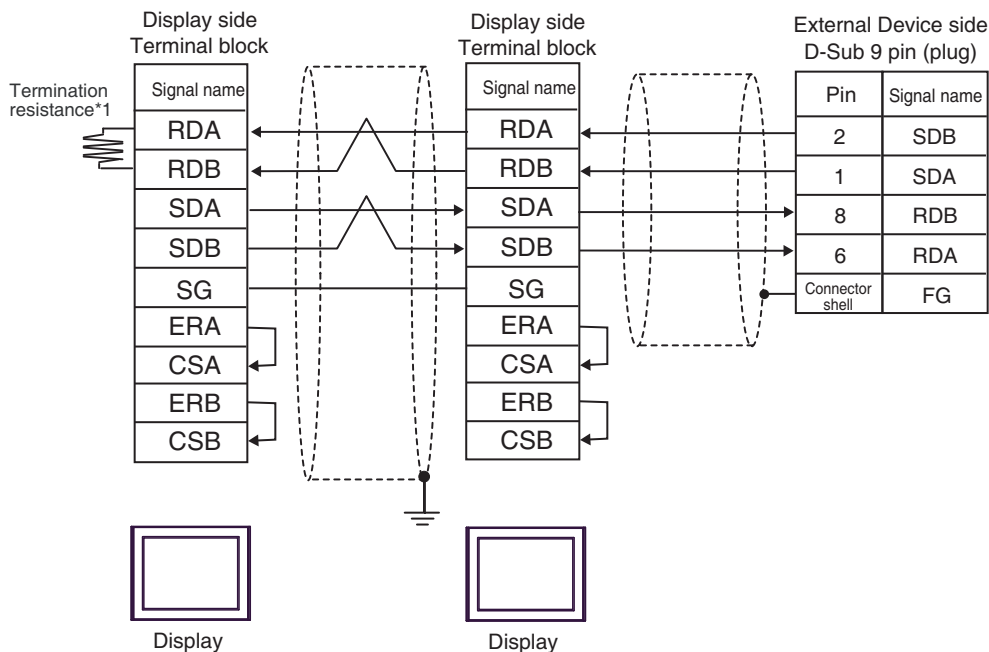 Display side
Terminal block
Display side
Terminal block
External Device side
D-Sub 9 pin (plug)
Termination
resistance*1
Signal name
RDA
RDB
SDA
SDB
SG
ERA
CSA
ERB
CSB
Signal name
RDA
RDB
SDA
SDB
SG
ERA
CSA
ERB
CSB
Pin Signal name
2 SDB
1 SDA
8 RDB
6 RDA
Connector
shell
FG
Display
Display